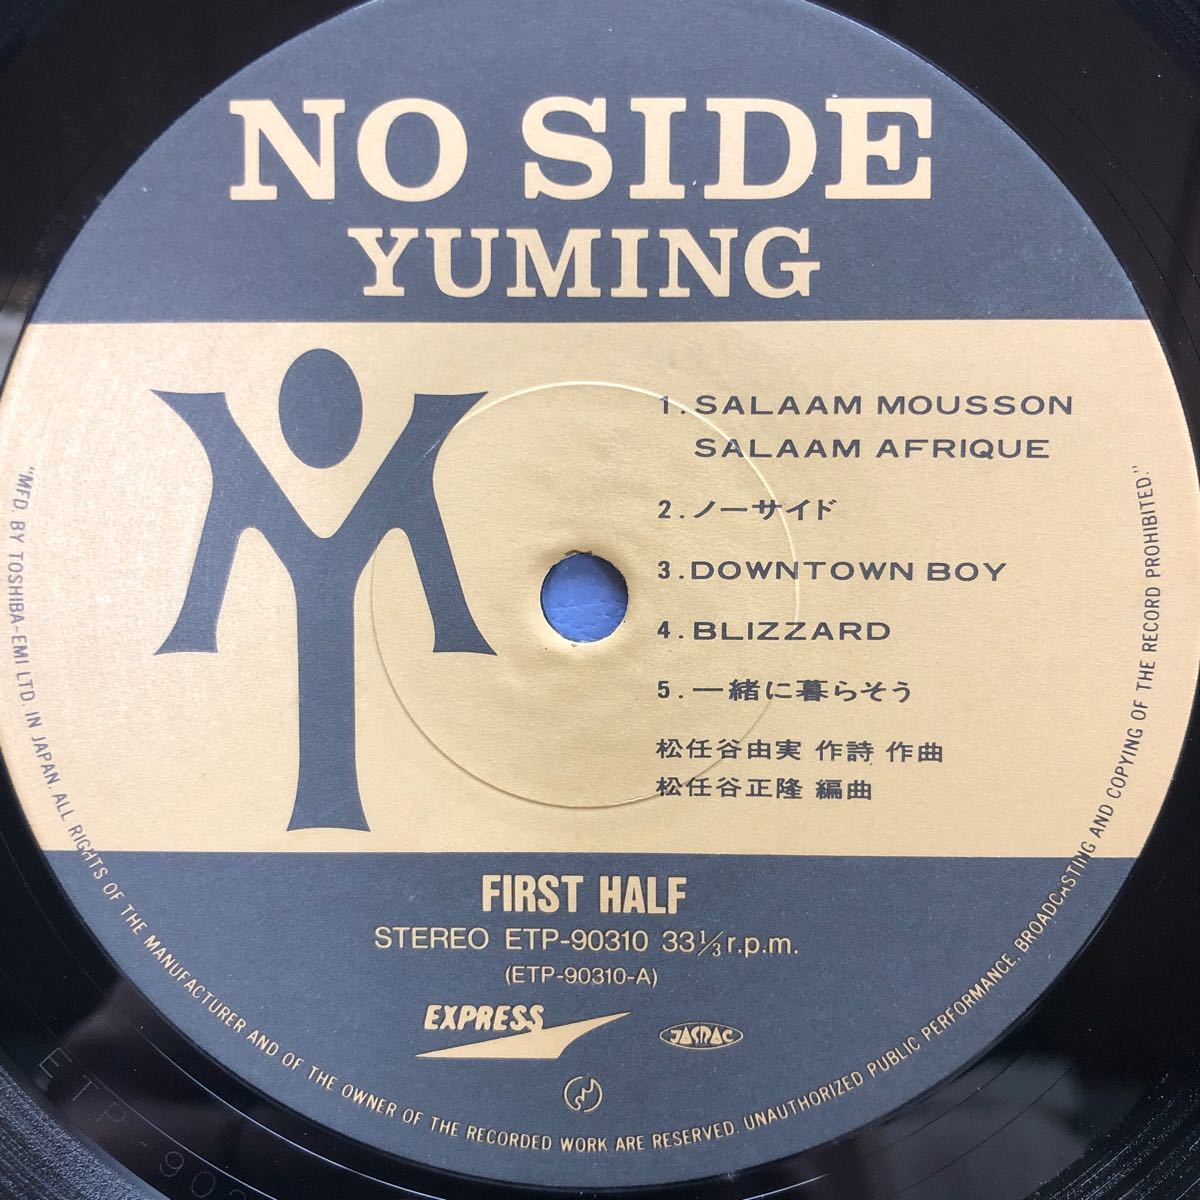 NO SIDE
YUMING
1. SALAAM MOUSSON
SALAAM AFRIQUE
2. ノーサイド
3. DOWNTOWN BOY
4. BLIZZARD
5. 一緒に暮らそう
松任谷由実 作詩 作曲
松任谷正隆 編曲
FIRST HALF
STEREO ETP-90310 33⅓ r.p.m.
(ETP-90310-A)
EXPRESS
JASRAC
"MFD. BY TOSHIBA-EMI LTD. IN JAPAN. ALL RIGHTS OF THE MANUFACTURER AND OF THE OWNER OF THE RECORDED WORK ARE RESERVED. UNAUTHORIZED PUBLIC PERFORMANCE, BROADCASTING AND COPYING OF THE RECORD PROHIBITED."